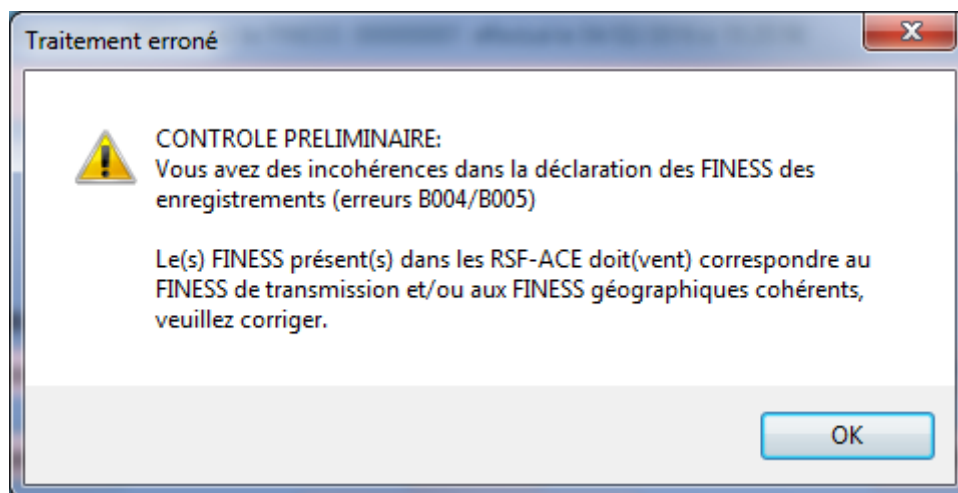 Traitement erroné
CONTROLE PRELIMINAIRE:
Vous avez des incohérences dans la déclaration des FINESS des
enregistrements (erreurs B004/B005)
Le(s) FINESS présent(s) dans les RSF-ACE doit(vent) correspondre au
FINESS de transmission et/ou aux FINESS géographiques cohérents,
veuillez corriger.
OK